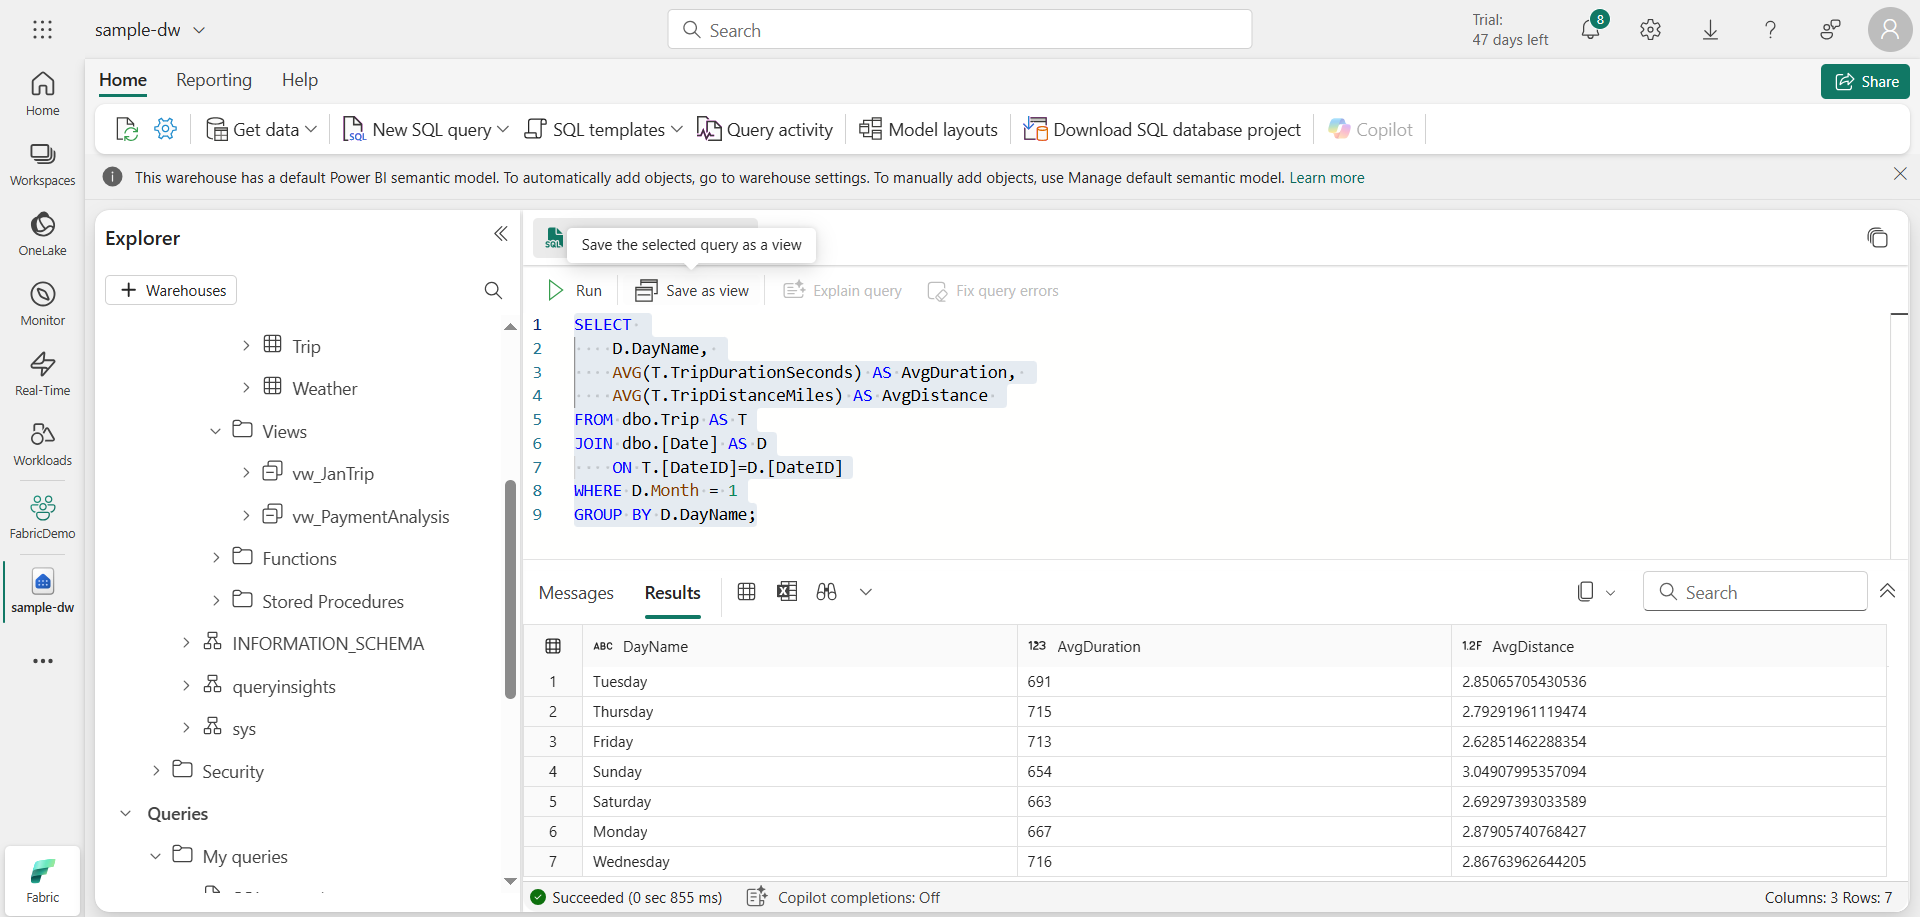 sample-dw
Search
Trial:
47 days left
8
Home
Workspaces
OneLake
Monitor
Real-Time
Workloads
FabricDemo
sample-dw
Fabric
Home Reporting Help
Share
Get data New SQL query SQL templates Query activity Model layouts Download SQL database project Copilot
This warehouse has a default Power BI semantic model. To automatically add objects, go to warehouse settings. To manually add objects, use Manage default semantic model. Learn more
Explorer
Warehouses
Trip
Weather
Views
vw_JanTrip
vw_PaymentAnalysis
Functions
Stored Procedures
INFORMATION_SCHEMA
queryinsights
sys
Security
Queries
My queries
SQL
Save the selected query as a view
Run Save as view Explain query Fix query errors
1 SELECT
2 D.DayName,
3 AVG(T.TripDurationSeconds) AS AvgDuration,
4 AVG(T.TripDistanceMiles) AS AvgDistance
5 FROM dbo.Trip AS T
6 JOIN dbo.[Date] AS D
7 ON T.[DateID]=D.[DateID]
8 WHERE D.Month = 1
9 GROUP BY D.DayName;
Messages Results
Search
ABC DayName 123 AvgDuration 1.2F AvgDistance
1 Tuesday 691 2.85065705430536
2 Thursday 715 2.79291961119474
3 Friday 713 2.62851462288354
4 Sunday 654 3.04907995357094
5 Saturday 663 2.69297393033589
6 Monday 667 2.87905740768427
7 Wednesday 716 2.86763962644205
Succeeded (0 sec 855 ms) Copilot completions: Off Columns: 3 Rows: 7